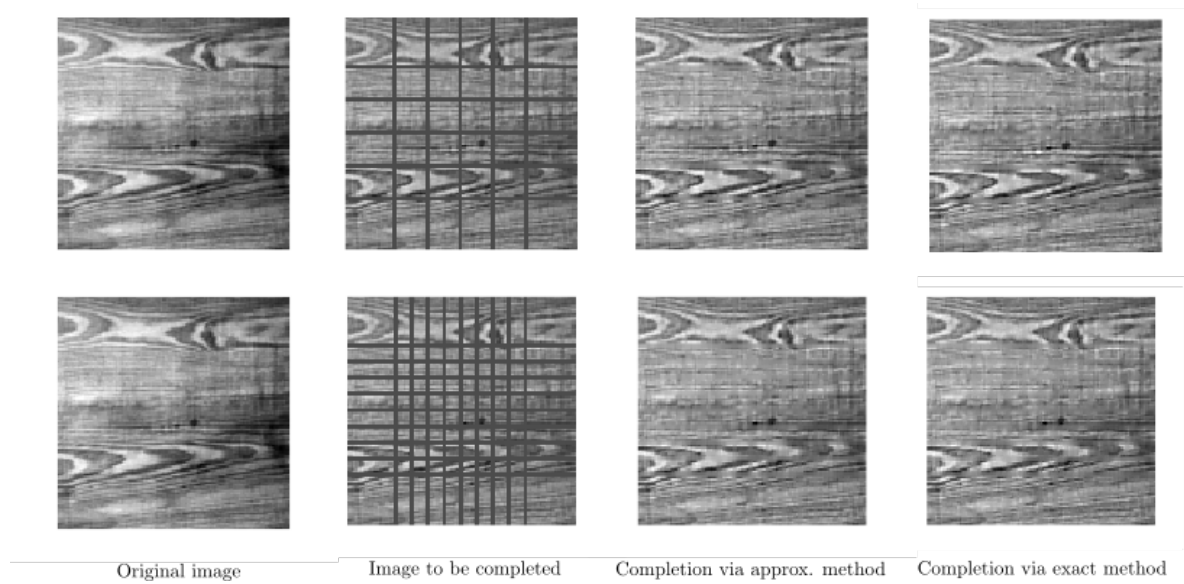 Original image
Image to be completed
Completion via approx. method
Completion via exact method